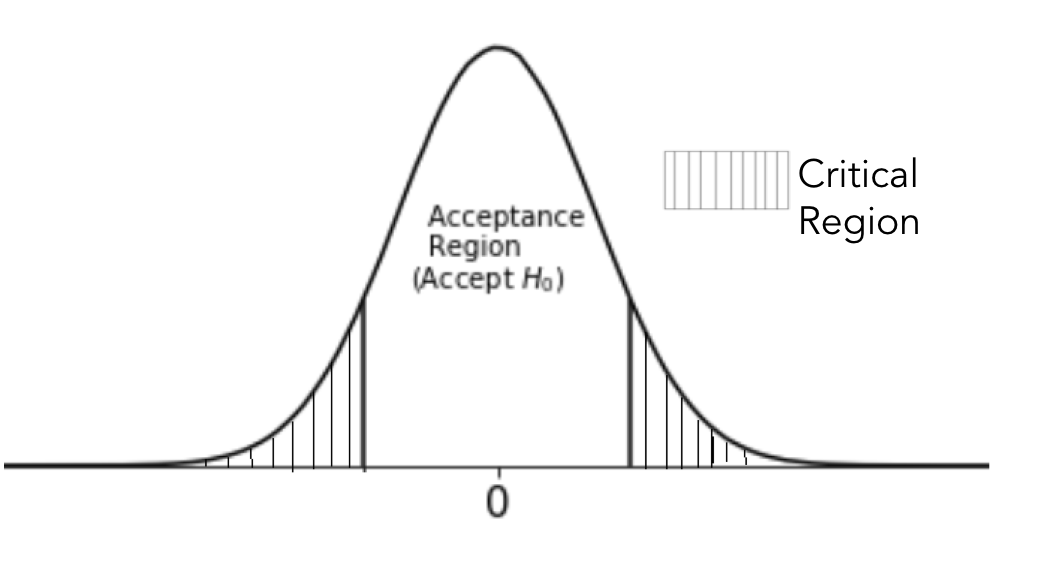 Acceptance
Region
(Accept H₀)
Critical
Region
0